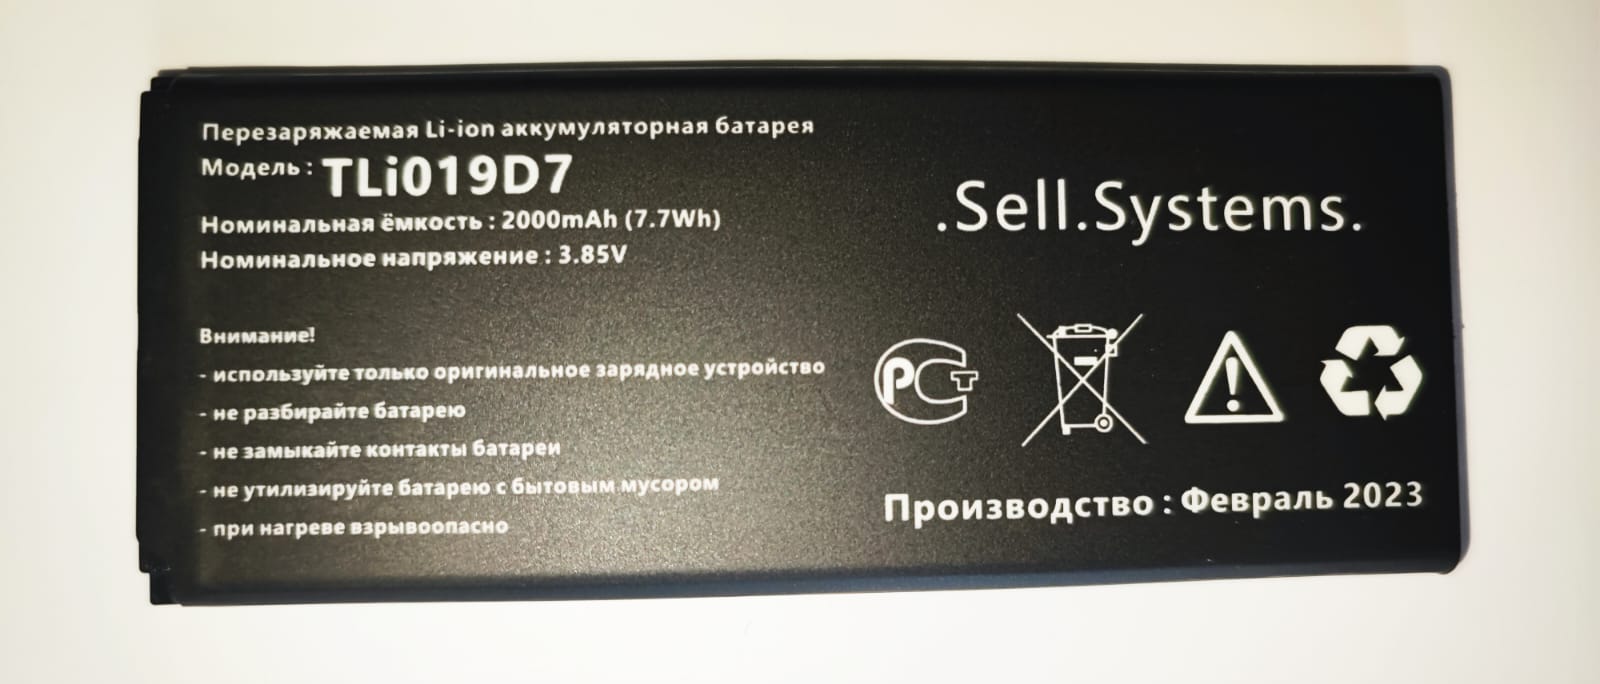 Перезаряжаемая Li-ion аккумуляторная батарея
Модель : TLi019D7
Номинальная ёмкость : 2000mAh (7.7Wh)
Номинальное напряжение : 3.85V
Внимание!
- используйте только оригинальное зарядное устройство
- не разбирайте батарею
- не замыкайте контакты батареи
- не утилизируйте батарею с бытовым мусором
- при нагреве взрывоопасно
.Sell.Systems.
РСТ
Производство : Февраль 2023